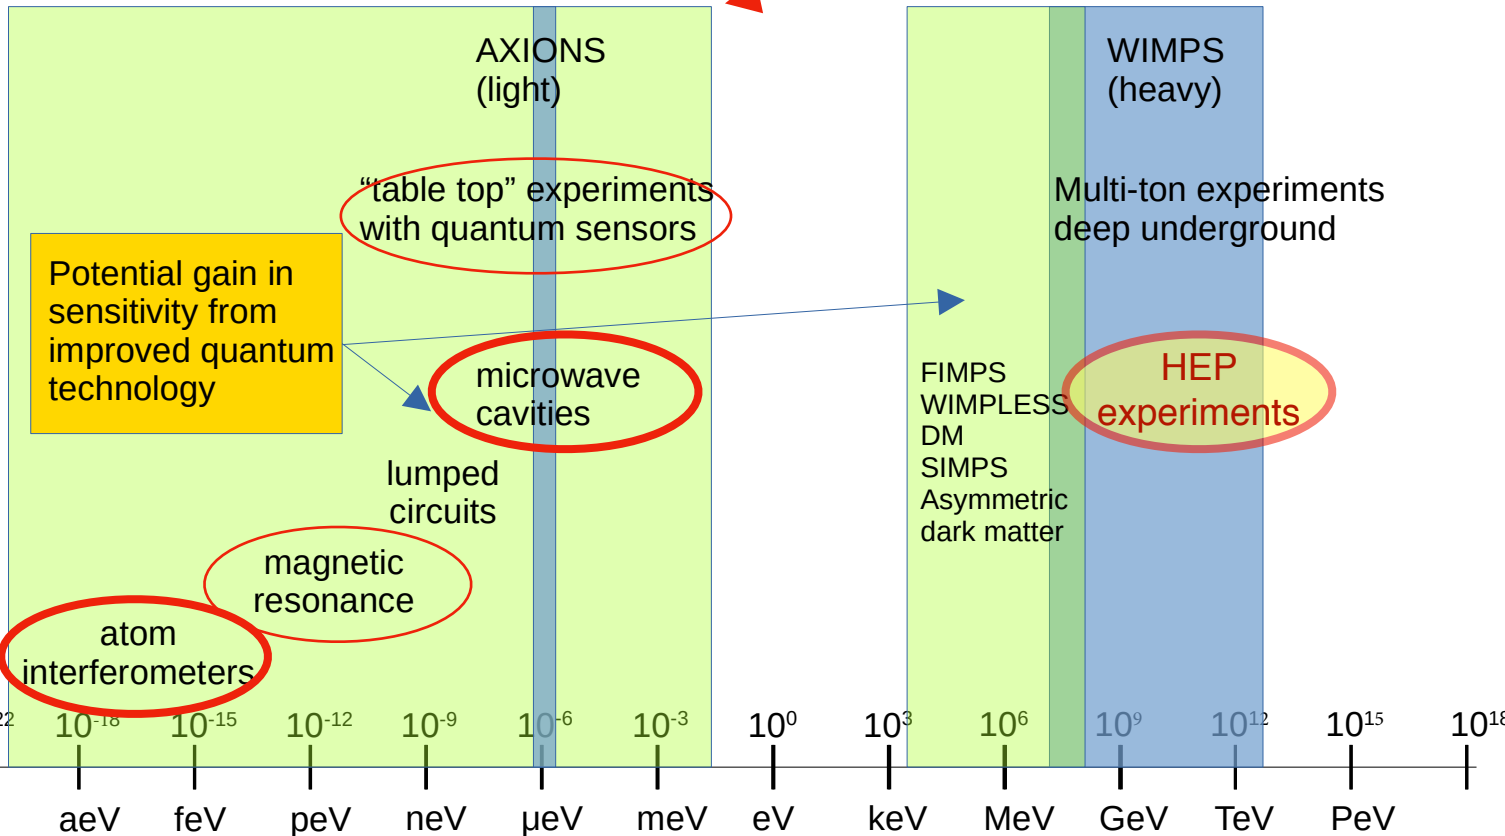 AXIONS
(light)
WIMPS
(heavy)
“table top” experiments
with quantum sensors
Multi-ton experiments
deep underground
Potential gain in
sensitivity from
improved quantum
technology
microwave
cavities
FIMPS
WIMPLESS
DM
SIMPS
Asymmetric
dark matter
HEP
experiments
lumped
circuits
magnetic
resonance
atom
interferometers
22 10⁻¹⁸ 10⁻¹⁵ 10⁻¹² 10⁻⁹ 10⁻⁶ 10⁻³ 10⁰ 10³ 10⁶ 10⁹ 10¹² 10¹⁵ 10¹⁸
aeV feV peV neV µeV meV eV keV MeV GeV TeV PeV